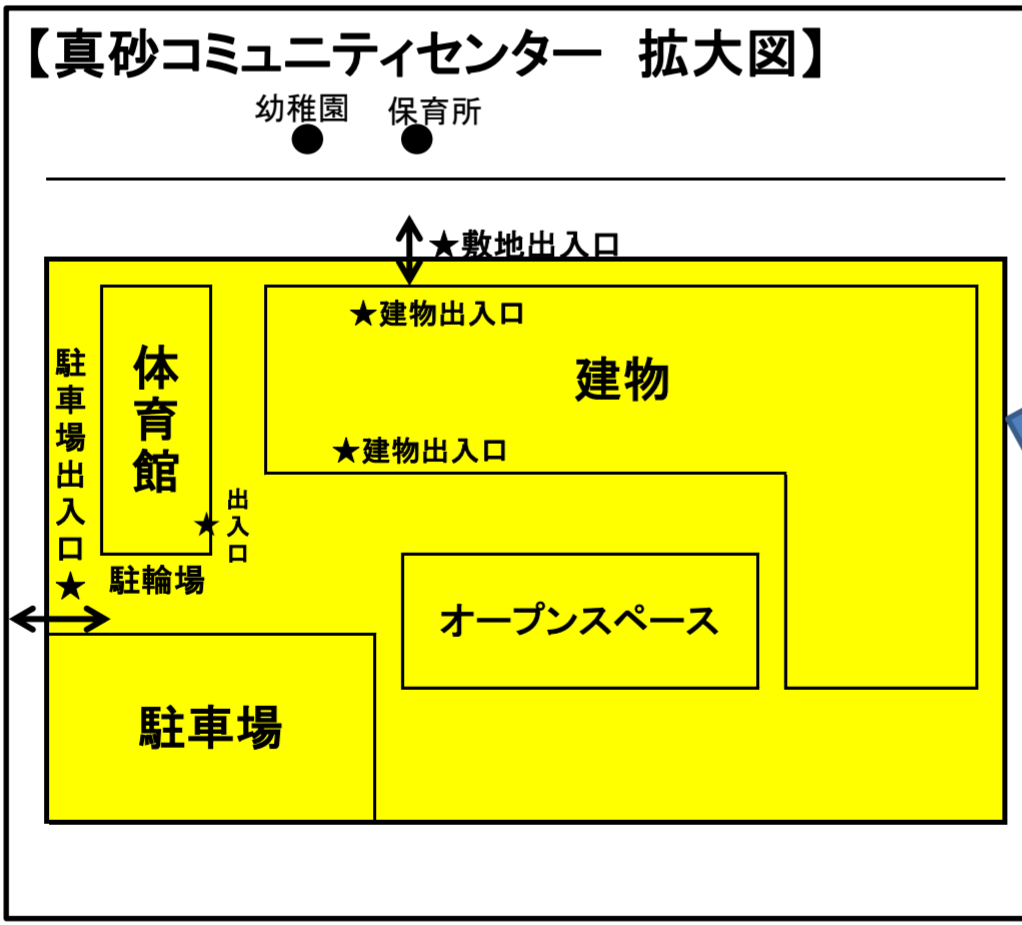 【真砂コミュニティセンター 拡大図】
幼稚園 保育所
★敷地出入口
★建物出入口
建物
体育館
駐車場出入口★
★建物出入口
★出入口
駐輪場
オープンスペース
駐車場